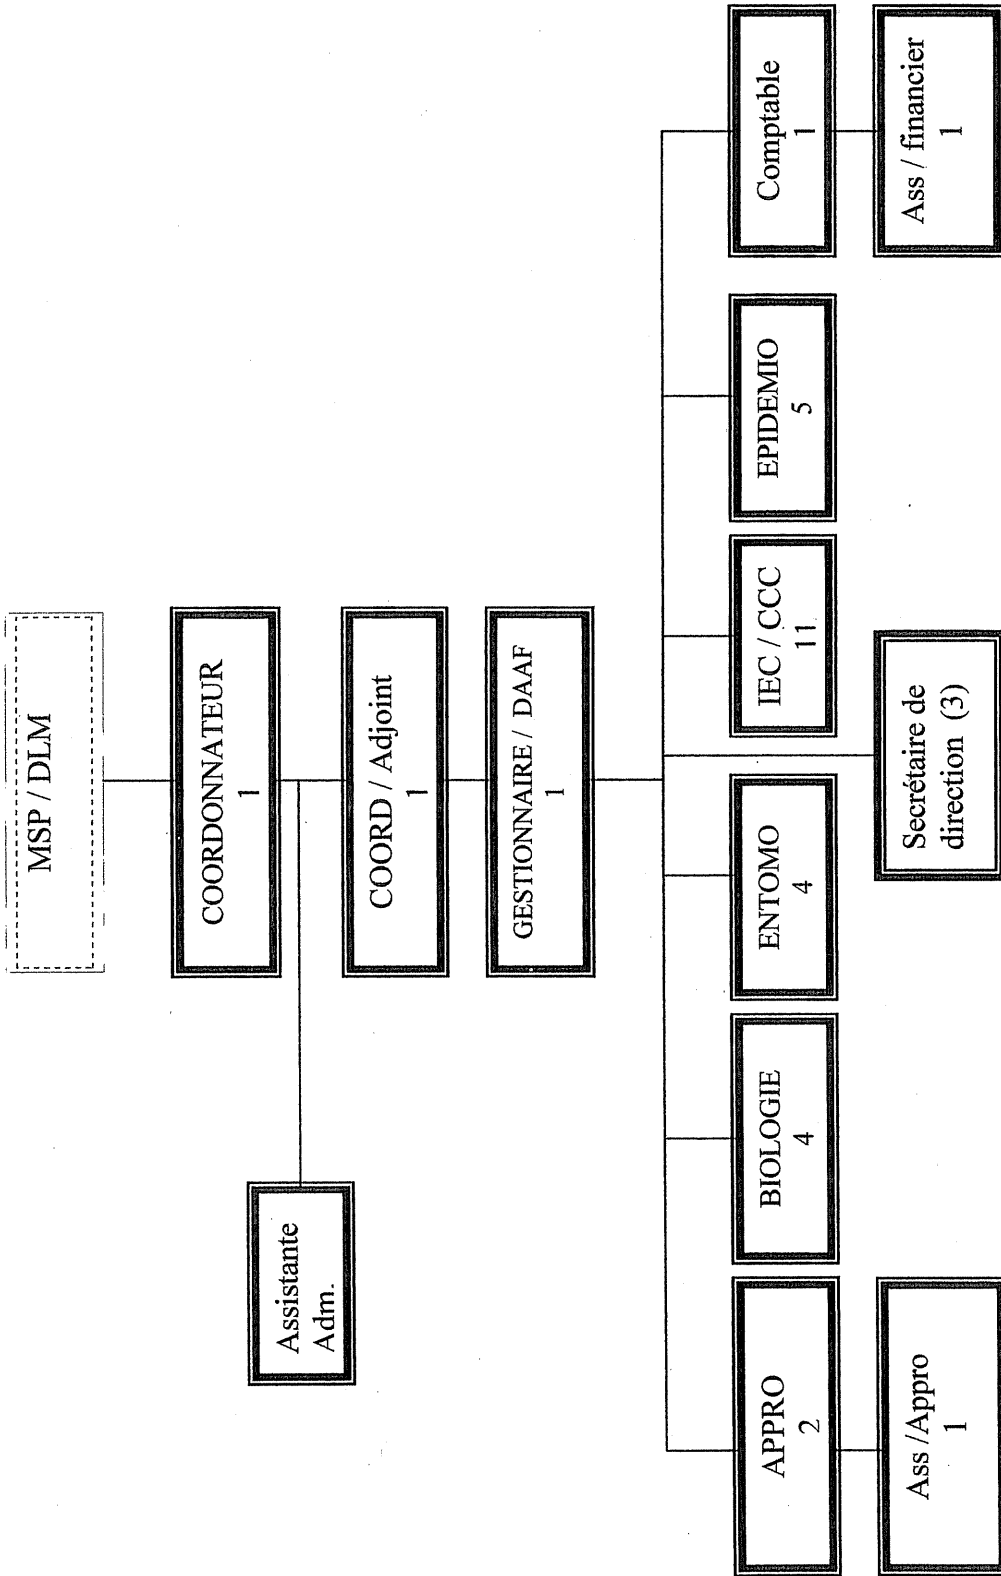 MSP / DLM
COORDONNATEUR
1
Assistante
Adm.
COORD / Adjoint
1
GESTIONNAIRE / DAAF
1
APPRO
2
BIOLOGIE
4
ENTOMO
4
IEC / CCC
11
EPIDEMIO
5
Comptable
1
Ass /Appro
1
Secrétaire de
direction (3)
Ass / financier
1